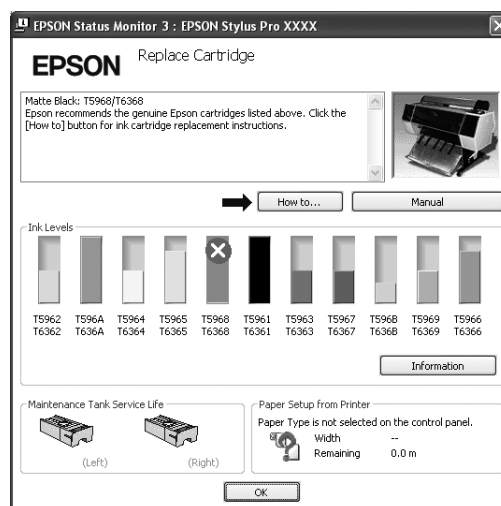 EPSON Status Monitor 3 : EPSON Stylus Pro XXXX
EPSON
Replace Cartridge
Matte Black: T5968/T6368
Epson recommends the genuine Epson cartridges listed above. Click the
[How to] button for ink cartridge replacement instructions.
How to...
Manual
Ink Levels
T5962 T596A T5964 T5965 T5968 T5961 T5963 T5967 T596B T5969 T5966
T6362 T636A T6364 T6365 T6368 T6361 T6363 T6367 T636B T6369 T6366
Information
Maintenance Tank Service Life
(Left)
(Right)
Paper Setup from Printer
Paper Type is not selected on the control panel.
Width --
Remaining 0.0 m
OK